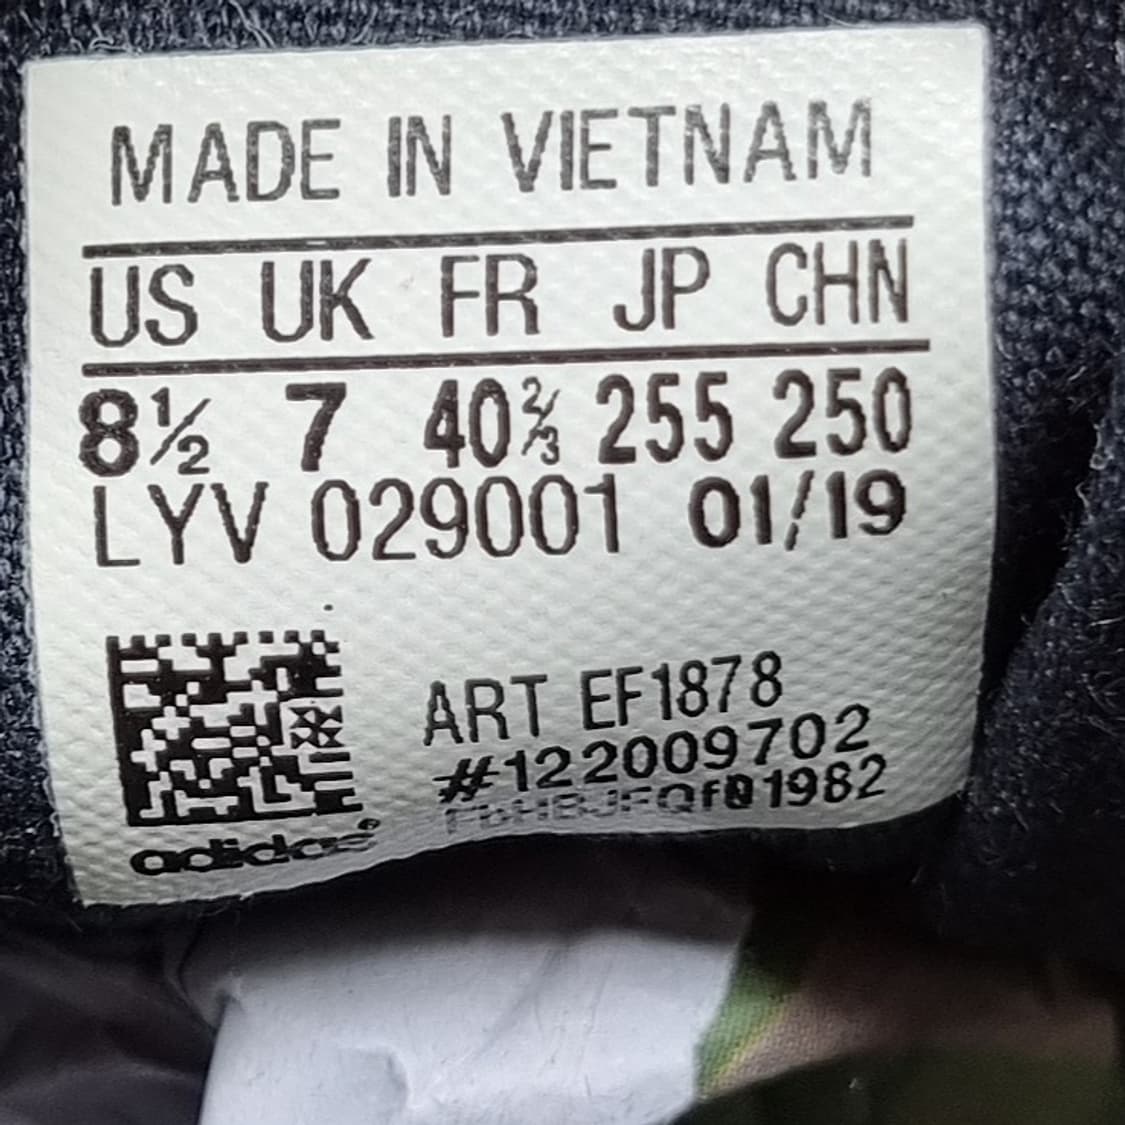 MADE IN VIETNAM
US UK FR JP CHN
8½ 7 40⅔ 255 250
LYV 029001 01/19
ART EF1878
#122009702
adidas®